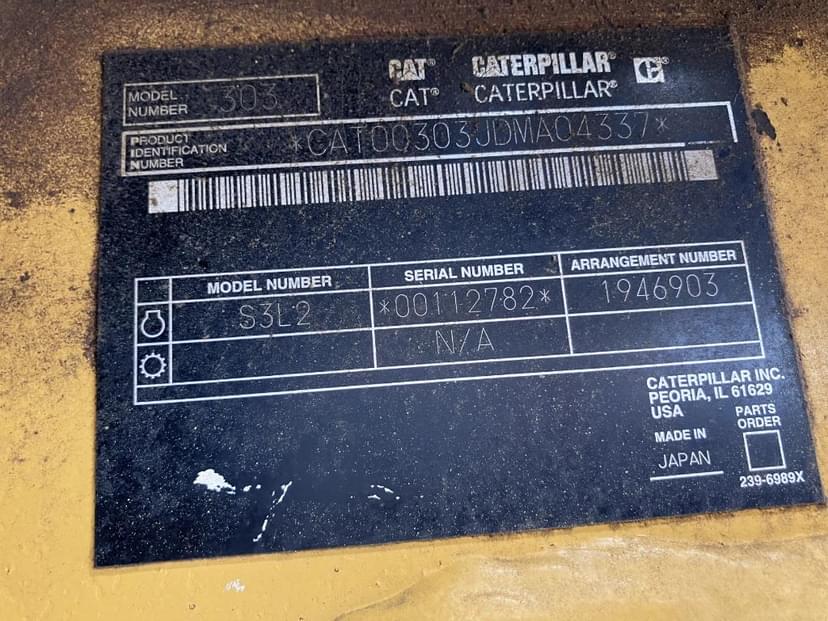 CAT® CATERPILLAR®
MODEL NUMBER 303 CAT® CATERPILLAR®
PRODUCT IDENTIFICATION NUMBER *CAT00303JDMA04337*
MODEL NUMBER SERIAL NUMBER ARRANGEMENT NUMBER
S3L2 *00112782* 1946903
N/A
CATERPILLAR INC.
PEORIA, IL 61629
USA
MADE IN JAPAN
PARTS ORDER
239-6989X